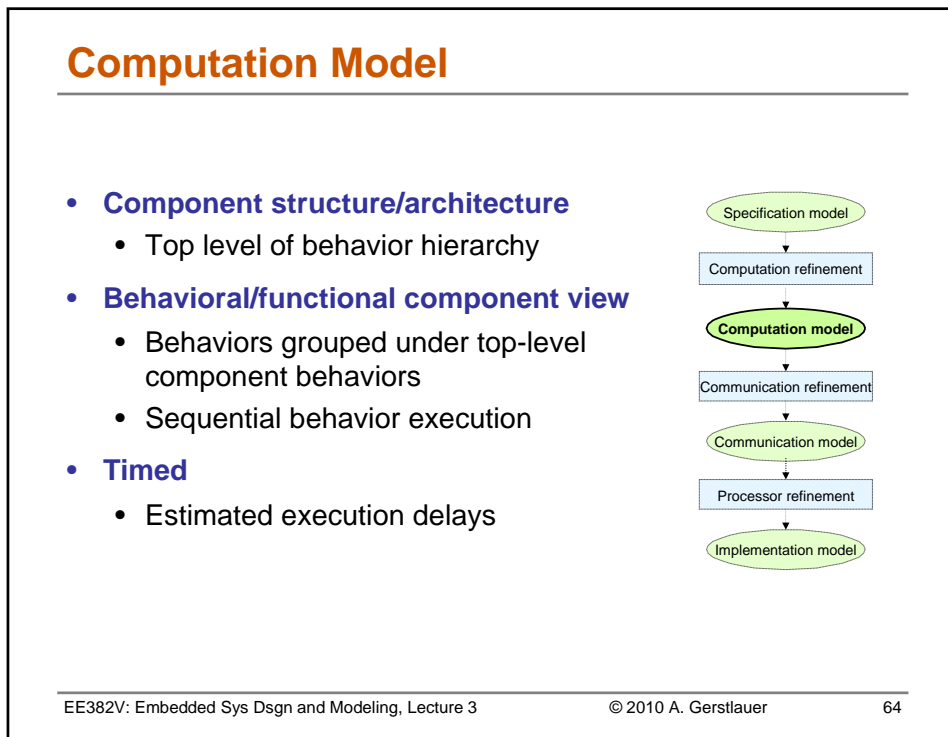 Computation Model
• Component structure/architecture
• Top level of behavior hierarchy
• Behavioral/functional component view
• Behaviors grouped under top-level
component behaviors
• Sequential behavior execution
• Timed
• Estimated execution delays
Specification model
Computation refinement
Computation model
Communication refinement
Communication model
Processor refinement
Implementation model
EE382V: Embedded Sys Dsgn and Modeling, Lecture 3 © 2010 A. Gerstlauer 64